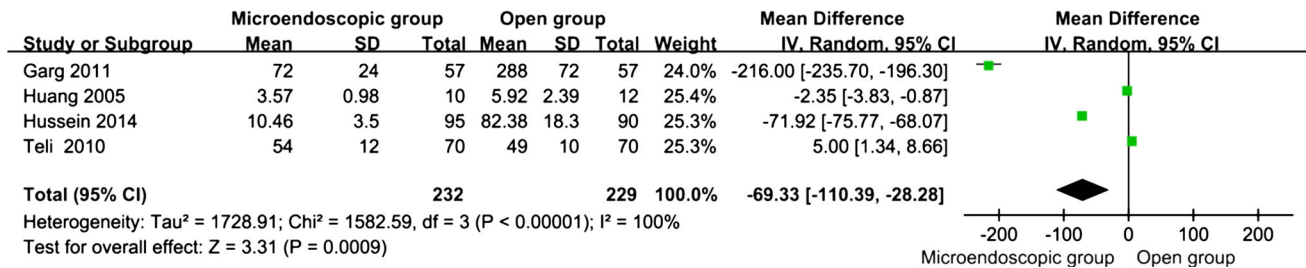 Microendoscopic group Open group Mean Difference Mean Difference
Study or Subgroup Mean SD Total Mean SD Total Weight IV, Random, 95% CI IV, Random, 95% CI
Garg 2011 72 24 57 288 72 57 24.0% -216.00 [-235.70, -196.30]
Huang 2005 3.57 0.98 10 5.92 2.39 12 25.4% -2.35 [-3.83, -0.87]
Hussein 2014 10.46 3.5 95 82.38 18.3 90 25.3% -71.92 [-75.77, -68.07]
Teli 2010 54 12 70 49 10 70 25.3% 5.00 [1.34, 8.66]
Total (95% CI) 232 229 100.0% -69.33 [-110.39, -28.28]
Heterogeneity: Tau² = 1728.91; Chi² = 1582.59, df = 3 (P < 0.00001); I² = 100%
Test for overall effect: Z = 3.31 (P = 0.0009)
-200 -100 0 100 200
Microendoscopic group Open group